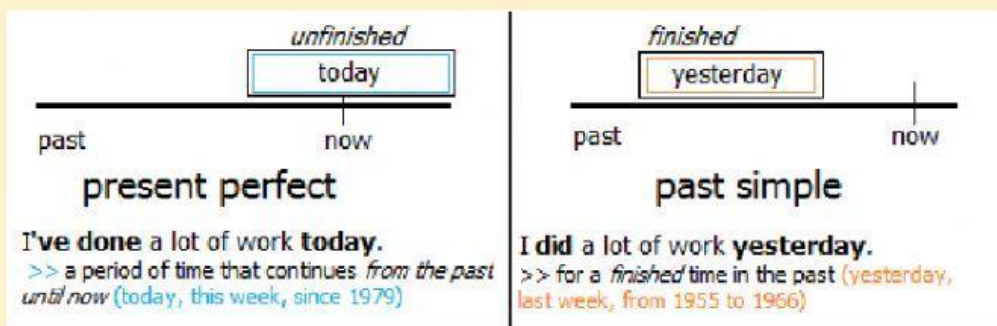 unfinished
today
past now
present perfect
I've done a lot of work today.
>> a period of time that continues from the past
until now (today, this week, since 1979)
finished
yesterday
past now
past simple
I did a lot of work yesterday.
>> for a finished time in the past (yesterday,
last week, from 1955 to 1966)